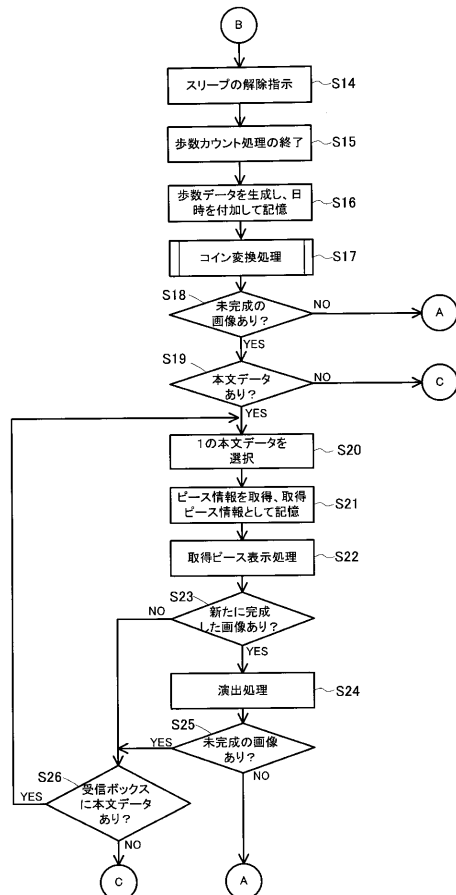 B
スリープの解除指示
S14
歩数カウント処理の終了
S15
歩数データを生成し、日
時を付加して記憶
S16
コイン変換処理
S17
S18
未完成の
画像あり?
NO
A
YES
S19
本文データ
あり?
NO
C
YES
1の本文データを
選択
S20
ピース情報を取得、取得
ピース情報として記憶
S21
取得ピース表示処理
S22
S23
新たに完成
した画像あり?
NO
YES
演出処理
S24
S25
未完成の画像
あり?
YES
NO
S26
受信ボックス
に本文データ
あり?
YES
NO
C
A